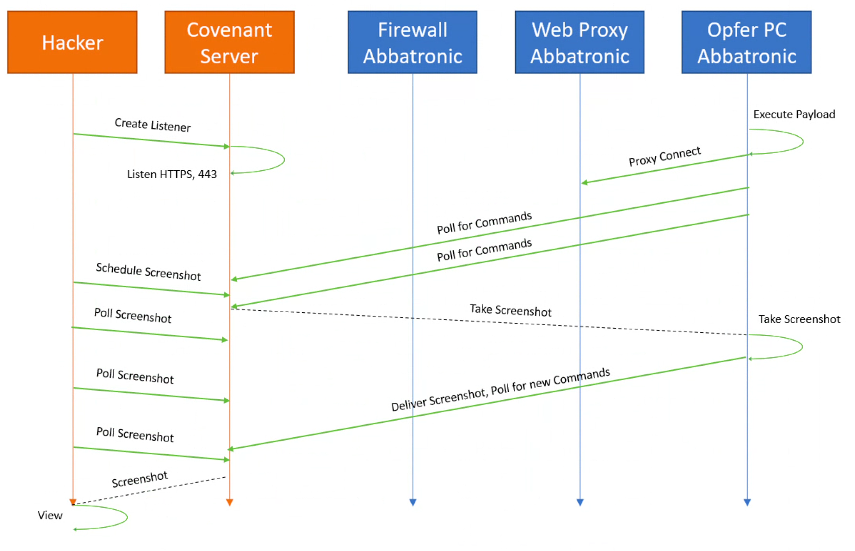 Hacker
Covenant
Server
Firewall
Abbatronic
Web Proxy
Abbatronic
Opfer PC
Abbatronic
Execute Payload
Create Listener
Proxy Connect
Listen HTTPS, 443
Poll for Commands
Poll for Commands
Schedule Screenshot
Take Screenshot
Poll Screenshot
Take Screenshot
Poll Screenshot
Deliver Screenshot, Poll for new Commands
Poll Screenshot
Screenshot
View